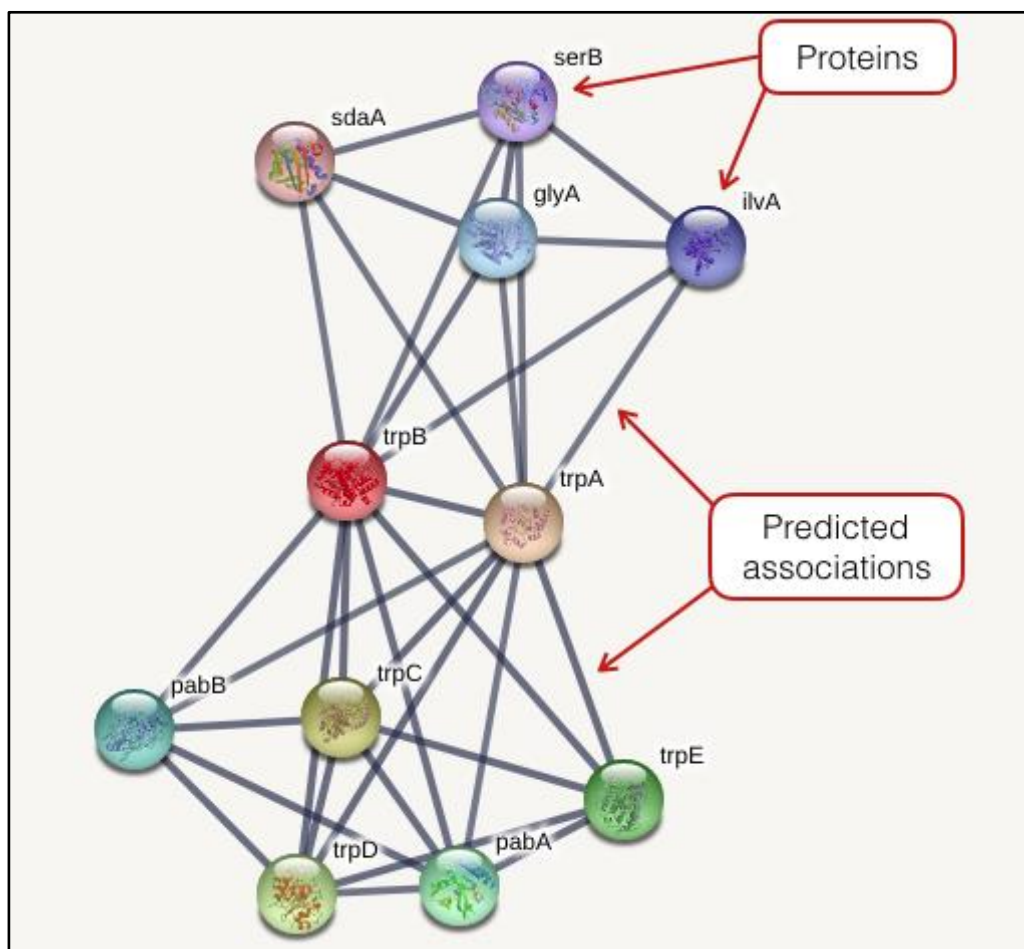 serB
Proteins
sdaA
glyA
ilvA
trpB
trpA
Predicted
associations
pabB
trpC
trpE
trpD
pabA